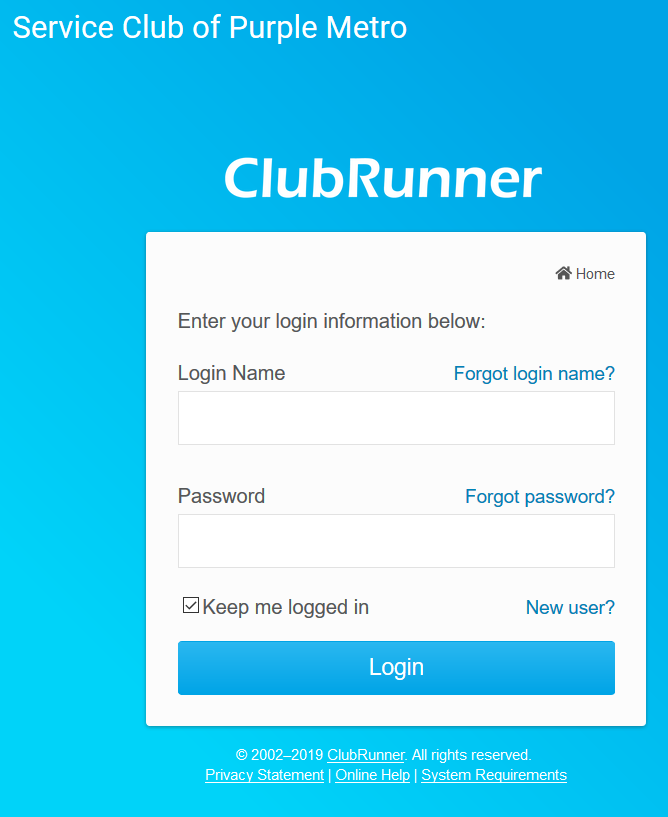 Service Club of Purple Metro
ClubRunner
Home
Enter your login information below:
Login Name Forgot login name?
Password Forgot password?
Keep me logged in New user?
Login
© 2002–2019 ClubRunner. All rights reserved.
Privacy Statement | Online Help | System Requirements